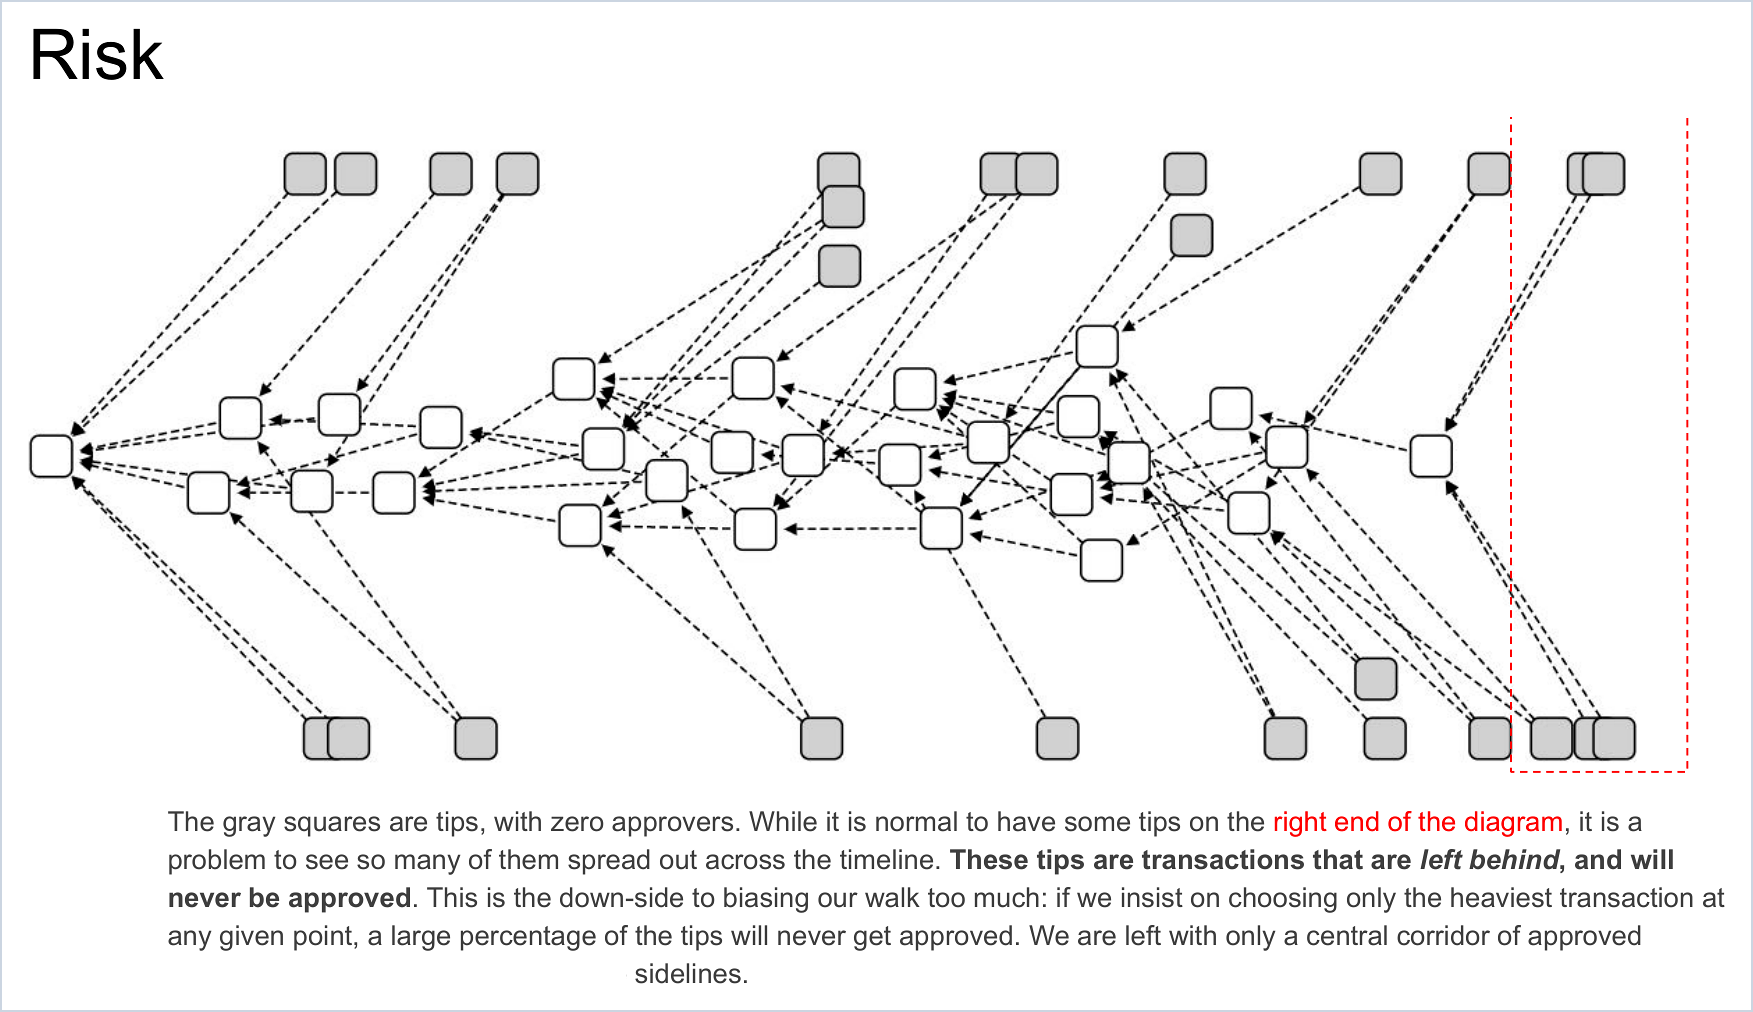 Risk
The gray squares are tips, with zero approvers. While it is normal to have some tips on the right end of the diagram, it is a
problem to see so many of them spread out across the timeline. These tips are transactions that are left behind, and will
never be approved. This is the down-side to biasing our walk too much: if we insist on choosing only the heaviest transaction at
any given point, a large percentage of the tips will never get approved. We are left with only a central corridor of approved
sidelines.